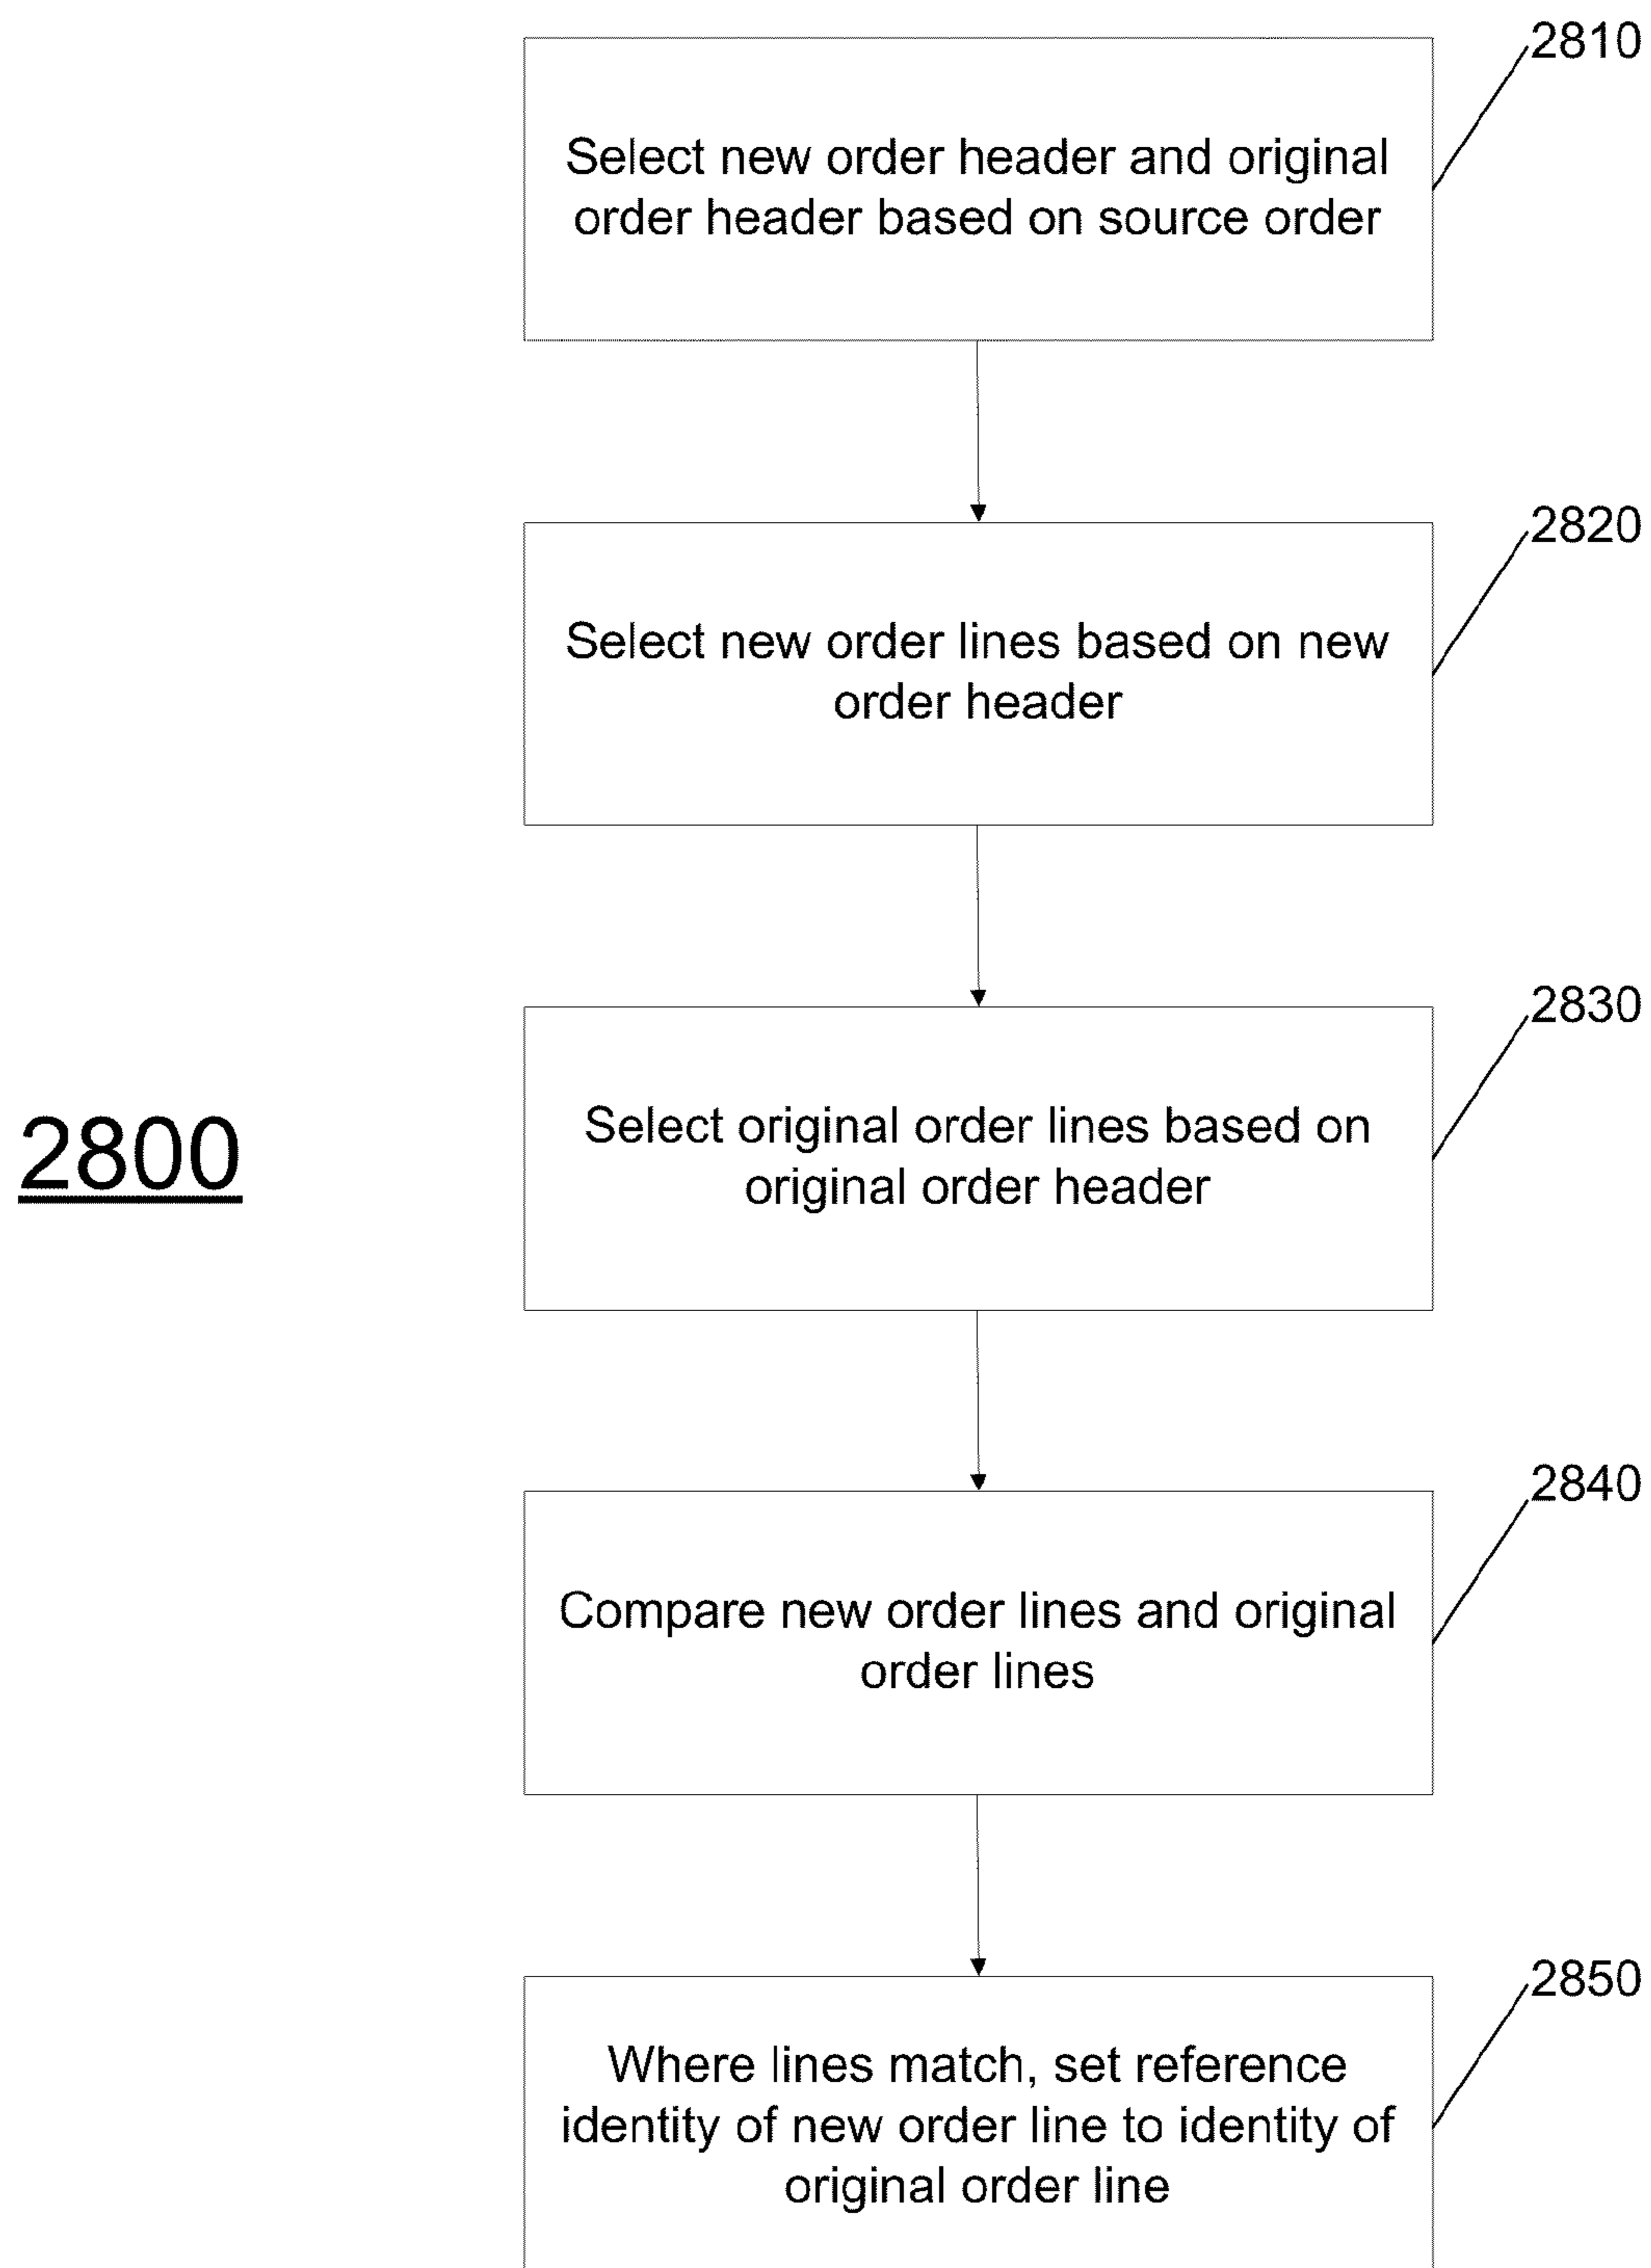 2810
Select new order header and original
order header based on source order
2820
Select new order lines based on new
order header
2830
Select original order lines based on
original order header
2800
2840
Compare new order lines and original
order lines
2850
Where lines match, set reference
identity of new order line to identity of
original order line